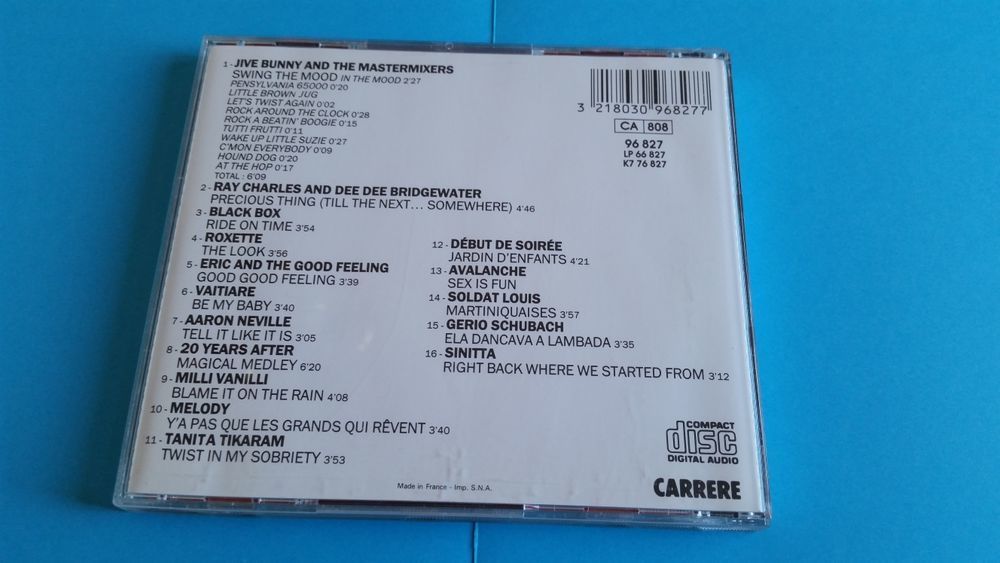 1 - JIVE BUNNY AND THE MASTERMIXERS
SWING THE MOOD IN THE MOOD 2'27
PENSYLVANIA 65000 0'20
LITTLE BROWN JUG
LET'S TWIST AGAIN 0'02
ROCK AROUND THE CLOCK 0'28
ROCK A BEATIN' BOOGIE 0'15
TUTTI FRUTTI 0'11
WAKE UP LITTLE SUZIE 0'27
C'MON EVERYBODY 0'09
HOUND DOG 0'20
AT THE HOP 0'17
TOTAL : 6'09
2 - RAY CHARLES AND DEE DEE BRIDGEWATER
PRECIOUS THING (TILL THE NEXT... SOMEWHERE) 4'46
3 - BLACK BOX
RIDE ON TIME 3'54
4 - ROXETTE
THE LOOK 3'56
5 - ERIC AND THE GOOD FEELING
GOOD GOOD FEELING 3'39
6 - VAITIARE
BE MY BABY 3'40
7 - AARON NEVILLE
TELL IT LIKE IT IS 3'05
8 - 20 YEARS AFTER
MAGICAL MEDLEY 6'20
9 - MILLI VANILLI
BLAME IT ON THE RAIN 4'08
10 - MELODY
Y'A PAS QUE LES GRANDS QUI RÊVENT 3'40
11 - TANITA TIKARAM
TWIST IN MY SOBRIETY 3'53
12 - DÉBUT DE SOIRÉE
JARDIN D'ENFANTS 4'21
13 - AVALANCHE
SEX IS FUN
14 - SOLDAT LOUIS
MARTINIQUAISES 3'57
15 - GERIO SCHUBACH
ELA DANCAVA A LAMBADA 3'35
16 - SINITTA
RIGHT BACK WHERE WE STARTED FROM 3'12
3 218030 968277
CA 808
96 827
LP 66 827
K7 76 827
COMPACT
disc
DIGITAL AUDIO
CARRERE
Made in France - Imp. S.N.A.